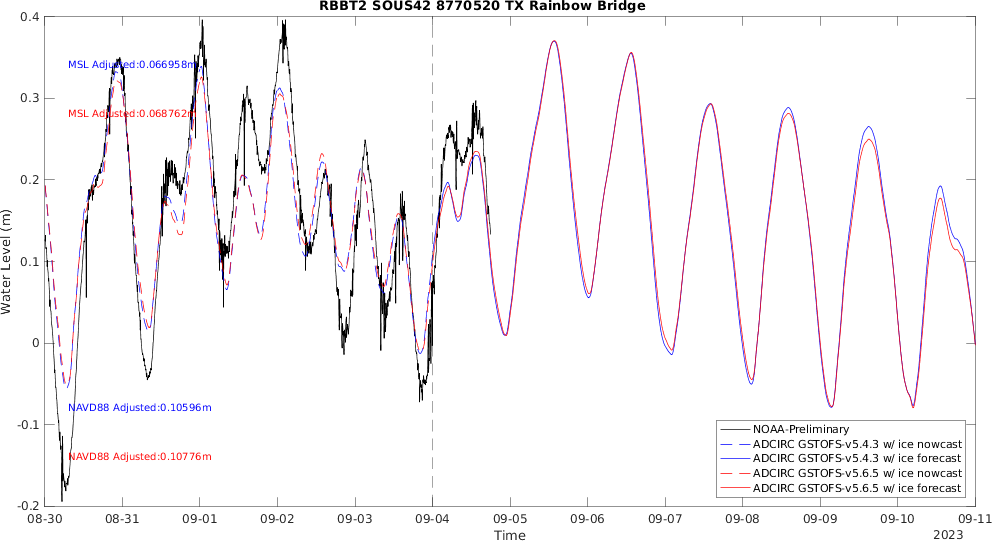 RBBT2 SOUS42 8770520 TX Rainbow Bridge
0.4
0.3
0.2
0.1
0
-0.1
-0.2
Water Level (m)
MSL Adjusted:0.066958m
MSL Adjusted:0.068762m
NAVD88 Adjusted:0.10596m
NAVD88 Adjusted:0.10776m
NOAA-Preliminary
ADCIRC GSTOFS-v5.4.3 w/ ice nowcast
ADCIRC GSTOFS-v5.4.3 w/ ice forecast
ADCIRC GSTOFS-v5.6.5 w/ ice nowcast
ADCIRC GSTOFS-v5.6.5 w/ ice forecast
08-30 08-31 09-01 09-02 09-03 09-04 09-05 09-06 09-07 09-08 09-09 09-10 09-11
Time
2023